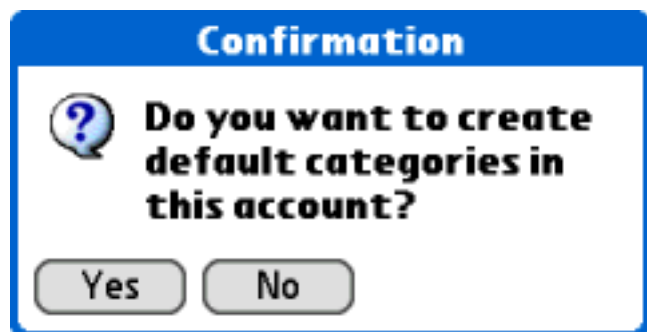 Confirmation
?
Do you want to create
default categories in
this account?
Yes No